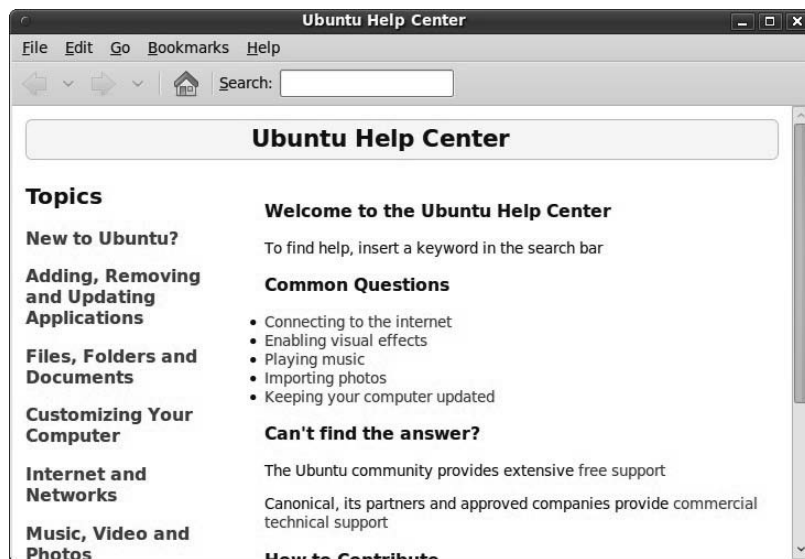 Ubuntu Help Center
File Edit Go Bookmarks Help
Search:
Ubuntu Help Center
Topics
New to Ubuntu?
Adding, Removing
and Updating
Applications
Files, Folders and
Documents
Customizing Your
Computer
Internet and
Networks
Music, Video and
Photos
Welcome to the Ubuntu Help Center
To find help, insert a keyword in the search bar
Common Questions
• Connecting to the internet
• Enabling visual effects
• Playing music
• Importing photos
• Keeping your computer updated
Can't find the answer?
The Ubuntu community provides extensive free support
Canonical, its partners and approved companies provide commercial
technical support
How to Contribute